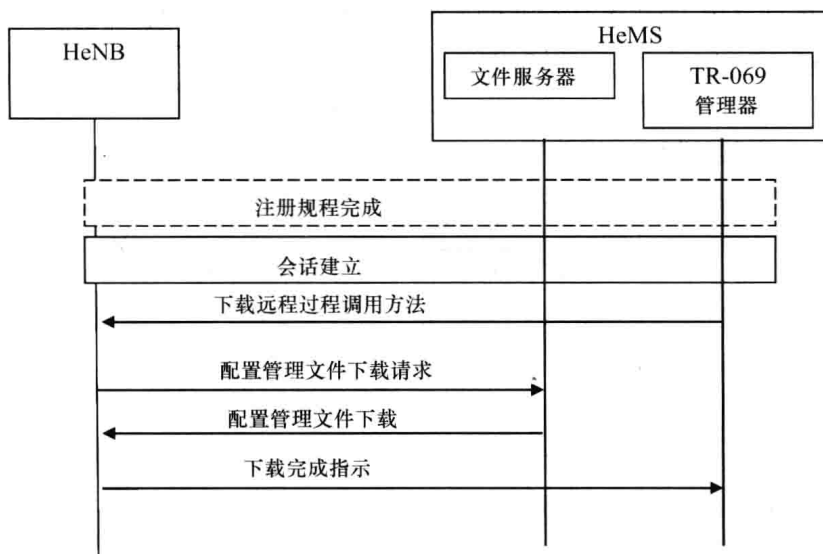 HeNB
HeMS
文件服务器
TR-069
管理器
注册规程完成
会话建立
下载远程过程调用方法
配置管理文件下载请求
配置管理文件下载
下载完成指示